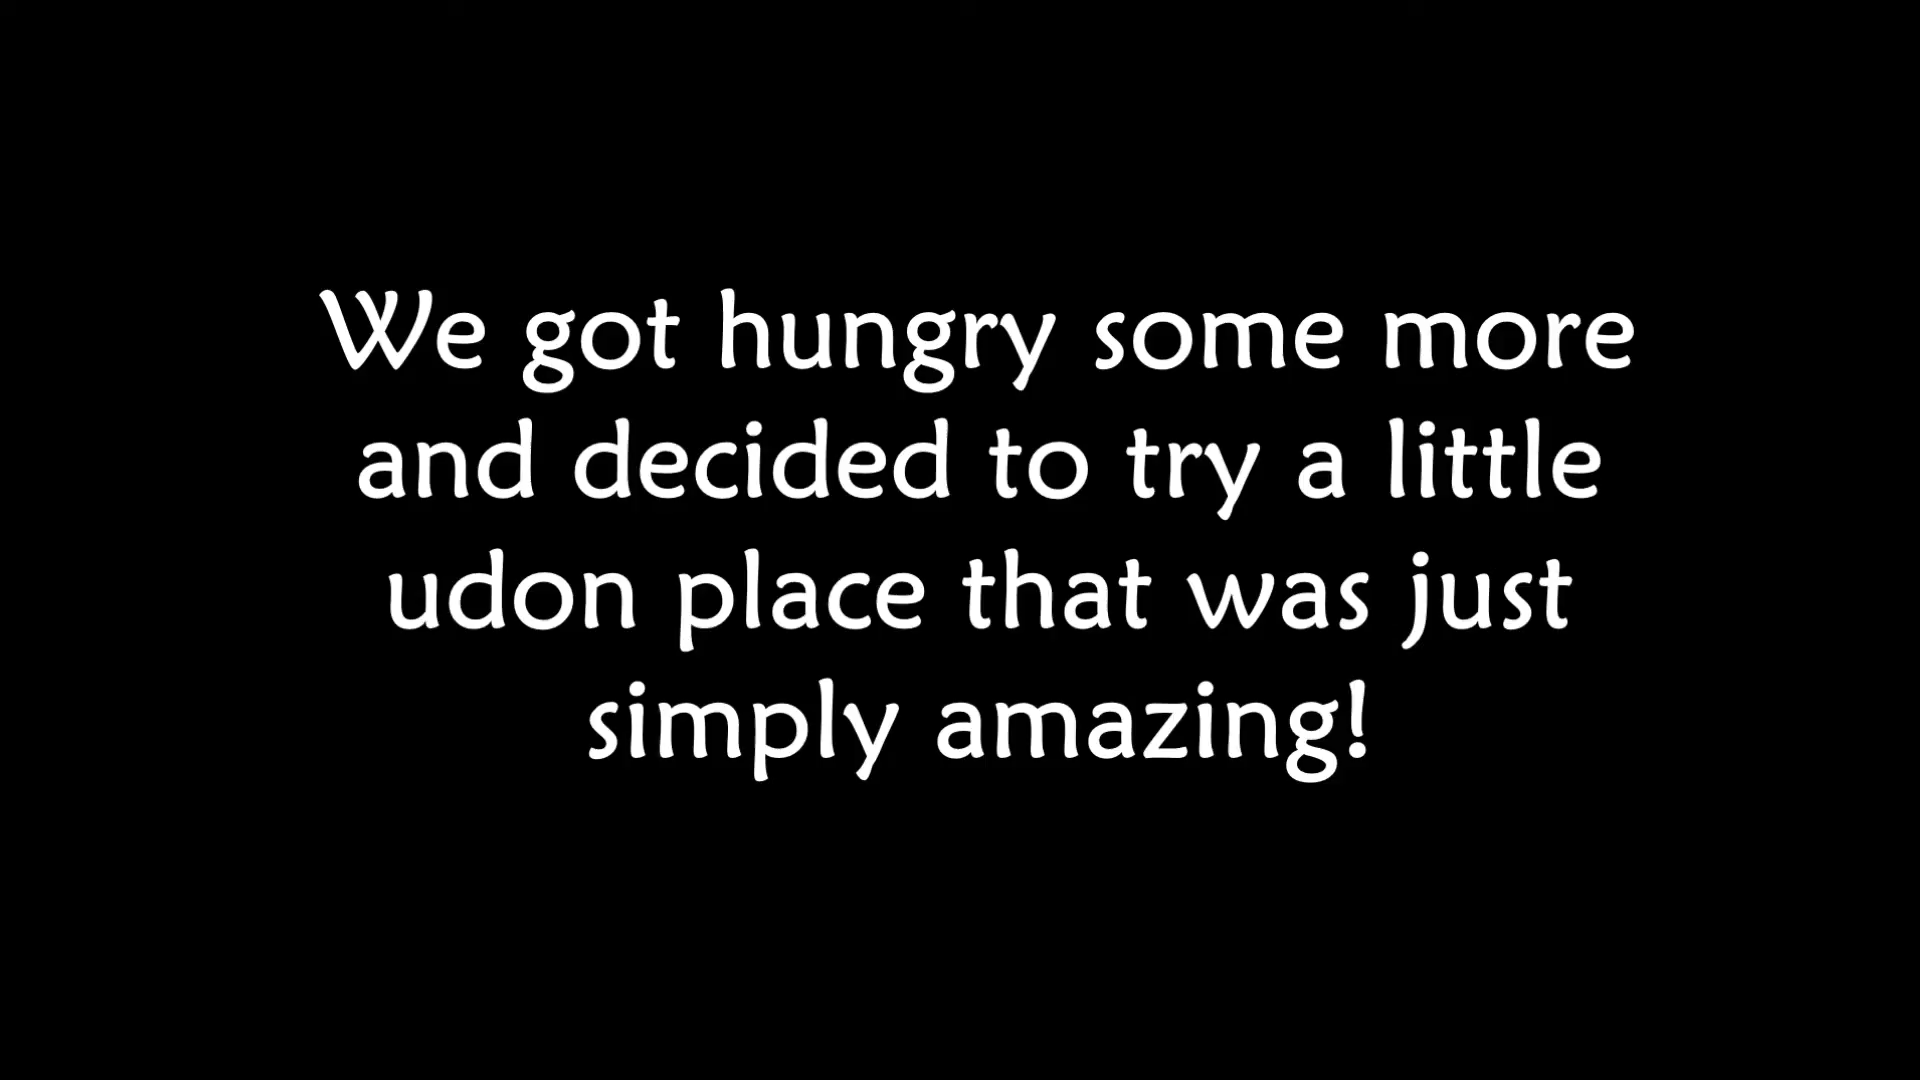 We got hungry some more
and decided to try a little
udon place that was just
simply amazing!